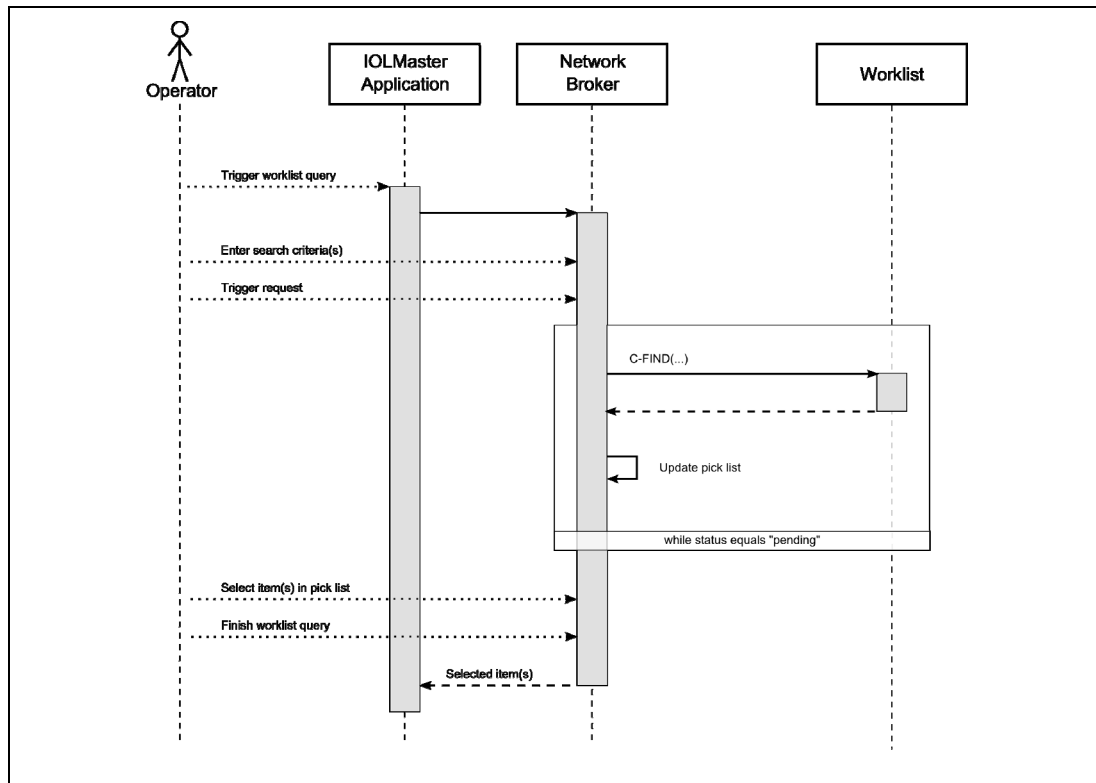 Operator
IOLMaster
Application
Network
Broker
Worklist
Trigger worklist query
Enter search criteria(s)
Trigger request
C-FIND(...)
Update pick list
while status equals "pending"
Select item(s) in pick list
Finish worklist query
Selected item(s)